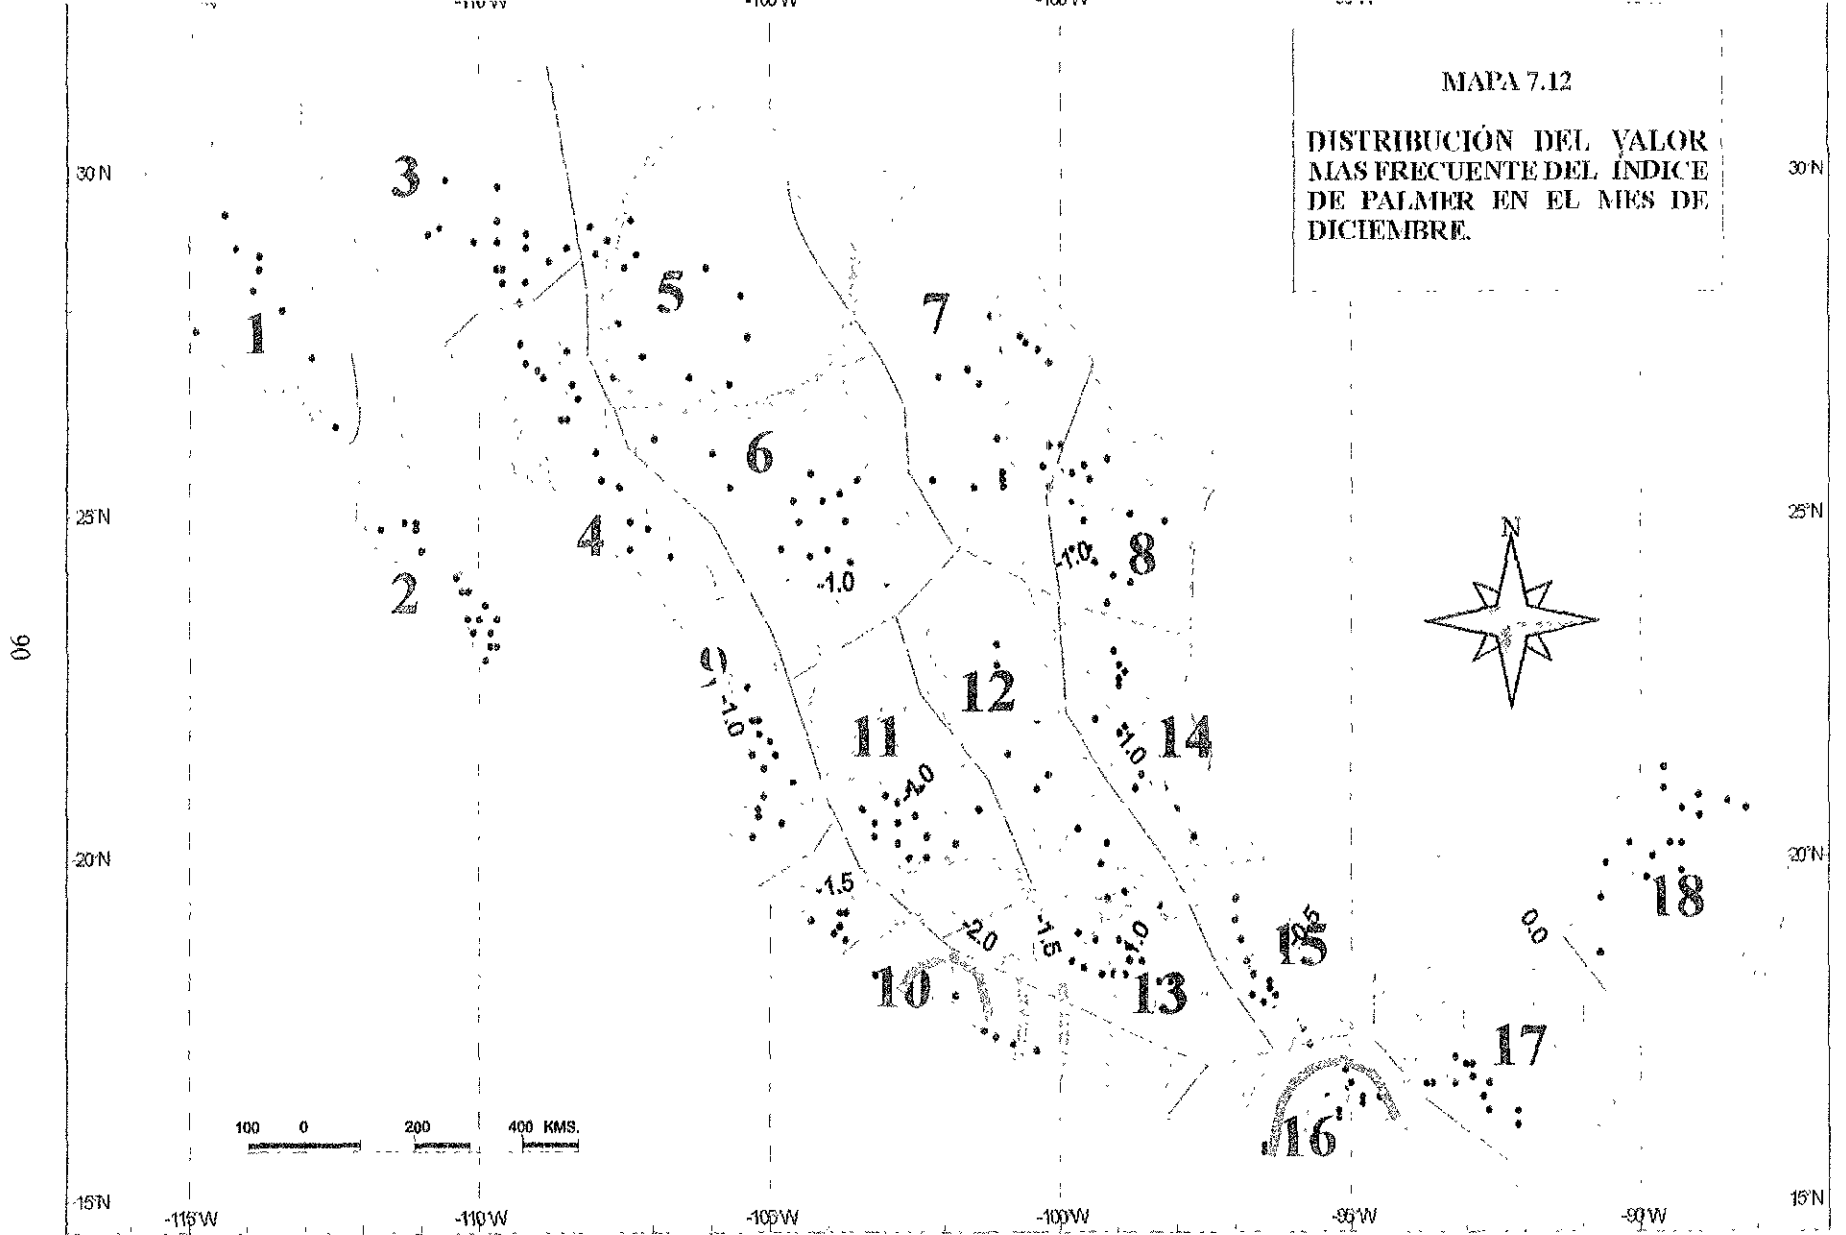 MAPA 7.12
DISTRIBUCIÓN DEL VALOR
MAS FRECUENTE DEL ÍNDICE
DE PALMER EN EL MES DE
DICIEMBRE.
30°N
30°N
3
1
5
7
6
25°N
25°N
4
8
-1.0
-1.0
N
2
90
9
-1.0
12
11
14
-1.0
-1.0
20°N
20°N
-1.5
18
-2.0
-1.5
-1.0
15
0.0
10
13
17
16
100 0 200 400 KMS.
15°N
15°N
-115°W
-110°W
-105°W
-100°W
-95°W
-90°W